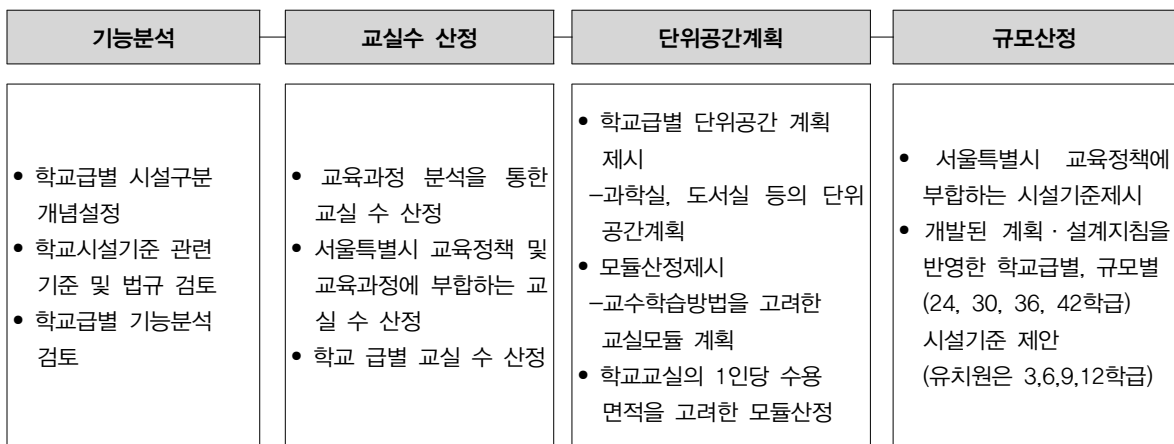 기능분석
교실수 산정
단위공간계획
규모산정
• 학교급별 시설구분
개념설정
• 학교시설기준 관련
기준 및 법규 검토
• 학교급별 기능분석
검토
• 교육과정 분석을 통한
교실 수 산정
• 서울특별시 교육정책 및
교육과정에 부합하는 교
실 수 산정
• 학교 급별 교실 수 산정
• 학교급별 단위공간 계획
제시
–과학실, 도서실 등의 단위
공간계획
• 모듈산정제시
–교수학습방법을 고려한
교실모듈 계획
• 학교교실의 1인당 수용
면적을 고려한 모듈산정
• 서울특별시 교육정책에
부합하는 시설기준제시
• 개발된 계획 · 설계지침을
반영한 학교급별, 규모별
(24, 30, 36, 42학급)
시설기준 제안
(유치원은 3,6,9,12학급)